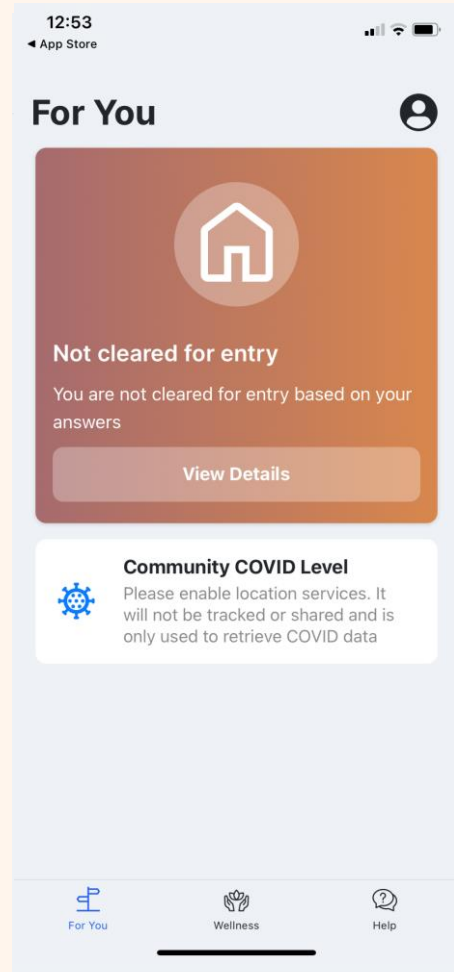 12:53
◄ App Store
For You
Not cleared for entry
You are not cleared for entry based on your
answers
View Details
Community COVID Level
Please enable location services. It
will not be tracked or shared and is
only used to retrieve COVID data
For You
Wellness
Help